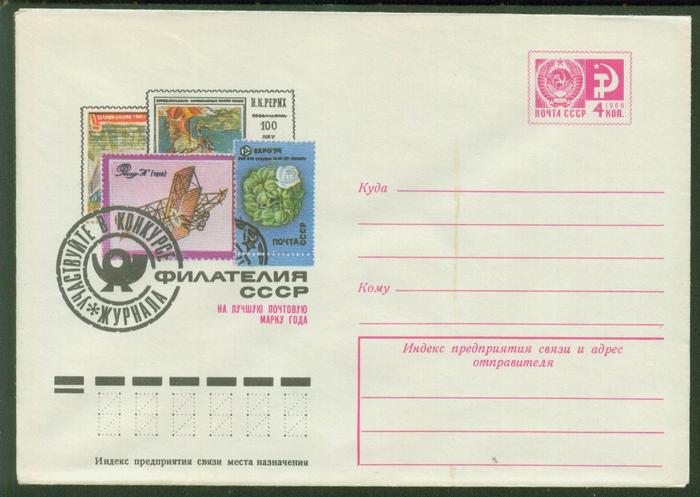 Н.К.РЕРИХ
100
ЛЕТ
"(1912)
EXPO'74
ПОЧТА
СССР
УЧАСТВУЙТЕ В КОНКУРСЕ
ЖУРНАЛА
ФИЛАТЕЛИЯ
СССР
НА ЛУЧШУЮ ПОЧТОВУЮ
МАРКУ ГОДА
ПОЧТА СССР
1966
4 КОП.
Куда
Кому
Индекс предприятия связи и адрес
отправителя
Индекс предприятия связи места назначения